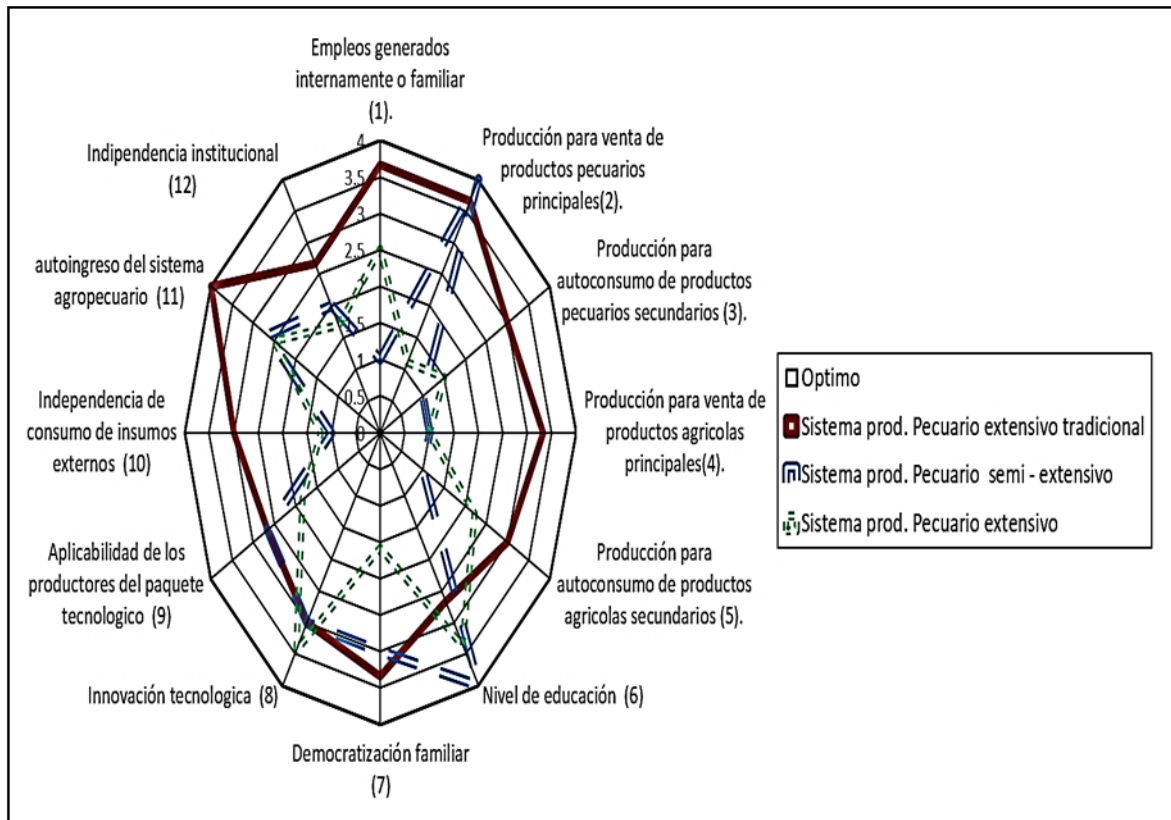 Empleos generados
internamente o familiar
(1).
Producción para venta de
productos pecuarios
principales(2).
Producción para
autoconsumo de productos
pecuarios secundarios (3).
Producción para venta de
productos agricolas
principales(4).
Producción para
autoconsumo de productos
agricolas secundarios (5).
Nivel de educación (6)
Democratización familiar
(7)
Innovación tecnologica (8)
Aplicabilidad de los
productores del paquete
tecnologico (9)
Independencia de
consumo de insumos
externos (10)
autoingreso del sistema
agropecuario (11)
Indipendencia institucional
(12)
4
3.5
3
2.5
2
1
0.5
0
Optimo
Sistema prod. Pecuario extensivo tradicional
Sistema prod. Pecuario semi - extensivo
Sistema prod. Pecuario extensivo